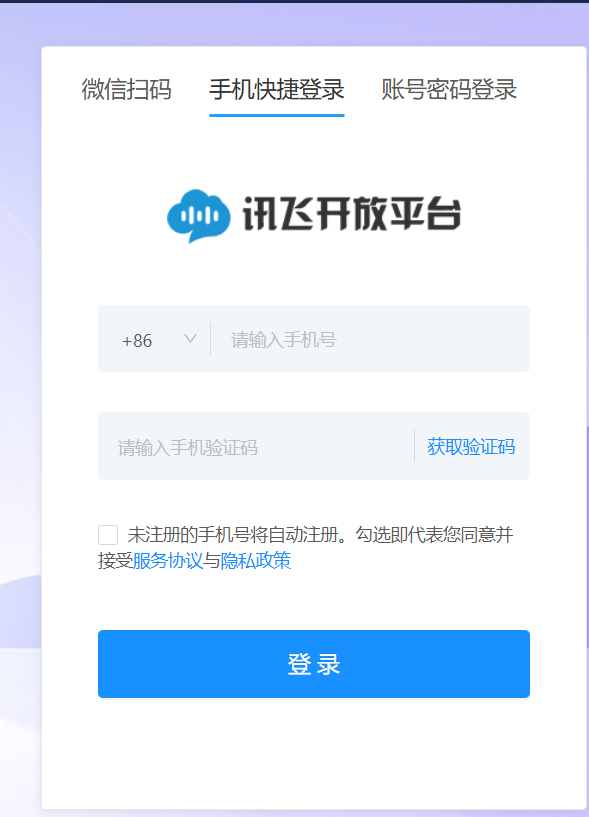 微信扫码 手机快捷登录 账号密码登录
讯飞开放平台
+86 请输入手机号
请输入手机验证码 获取验证码
未注册的手机号将自动注册。勾选即代表您同意并
接受服务协议与隐私政策
登录